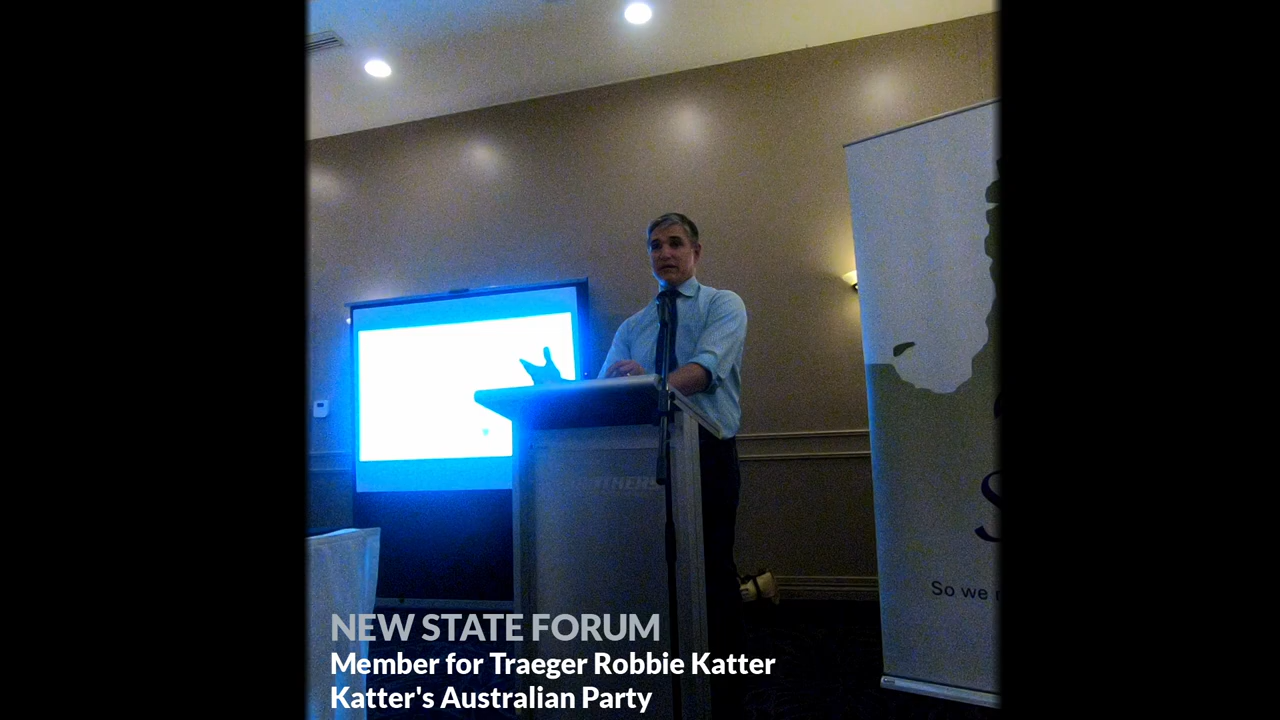 So we
NEW STATE FORUM
Member for Traeger Robbie Katter
Katter's Australian Party